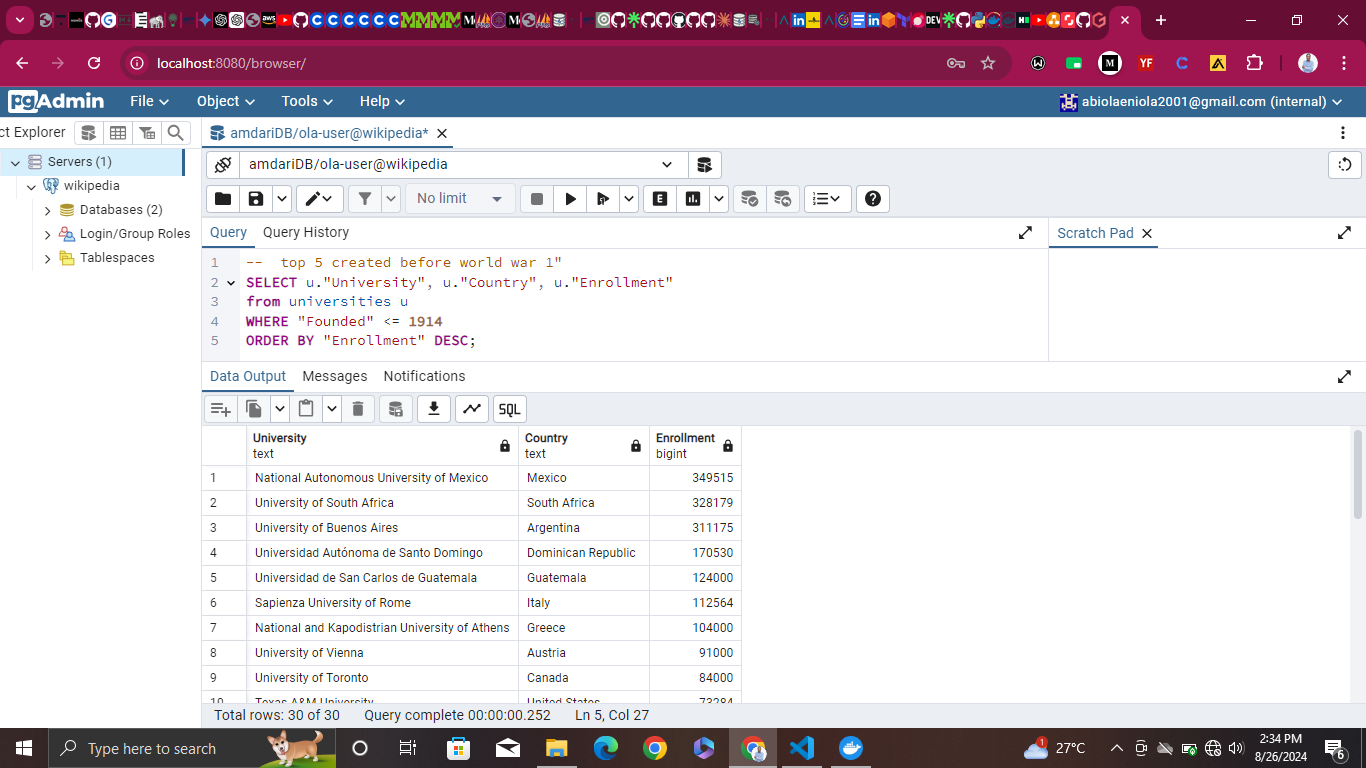 localhost:8080/browser/
pgAdmin File Object Tools Help abiolaeniola2001@gmail.com (internal)
ct Explorer
Servers (1)
wikipedia
Databases (2)
Login/Group Roles
Tablespaces
amdariDB/ola-user@wikipedia*
amdariDB/ola-user@wikipedia
No limit
E
Query Query History
Scratch Pad
1 -- top 5 created before world war 1"
2 SELECT u."University", u."Country", u."Enrollment"
3 from universities u
4 WHERE "Founded" <= 1914
5 ORDER BY "Enrollment" DESC;
Data Output Messages Notifications
SQL
University Country Enrollment
text text bigint
1 National Autonomous University of Mexico Mexico 349515
2 University of South Africa South Africa 328179
3 University of Buenos Aires Argentina 311175
4 Universidad Autónoma de Santo Domingo Dominican Republic 170530
5 Universidad de San Carlos de Guatemala Guatemala 124000
6 Sapienza University of Rome Italy 112564
7 National and Kapodistrian University of Athens Greece 104000
8 University of Vienna Austria 91000
9 University of Toronto Canada 84000
10 Texas A&M University United States 73284
Total rows: 30 of 30 Query complete 00:00:00.252 Ln 5, Col 27
Type here to search
1 27°C
2:34 PM
8/26/2024
6